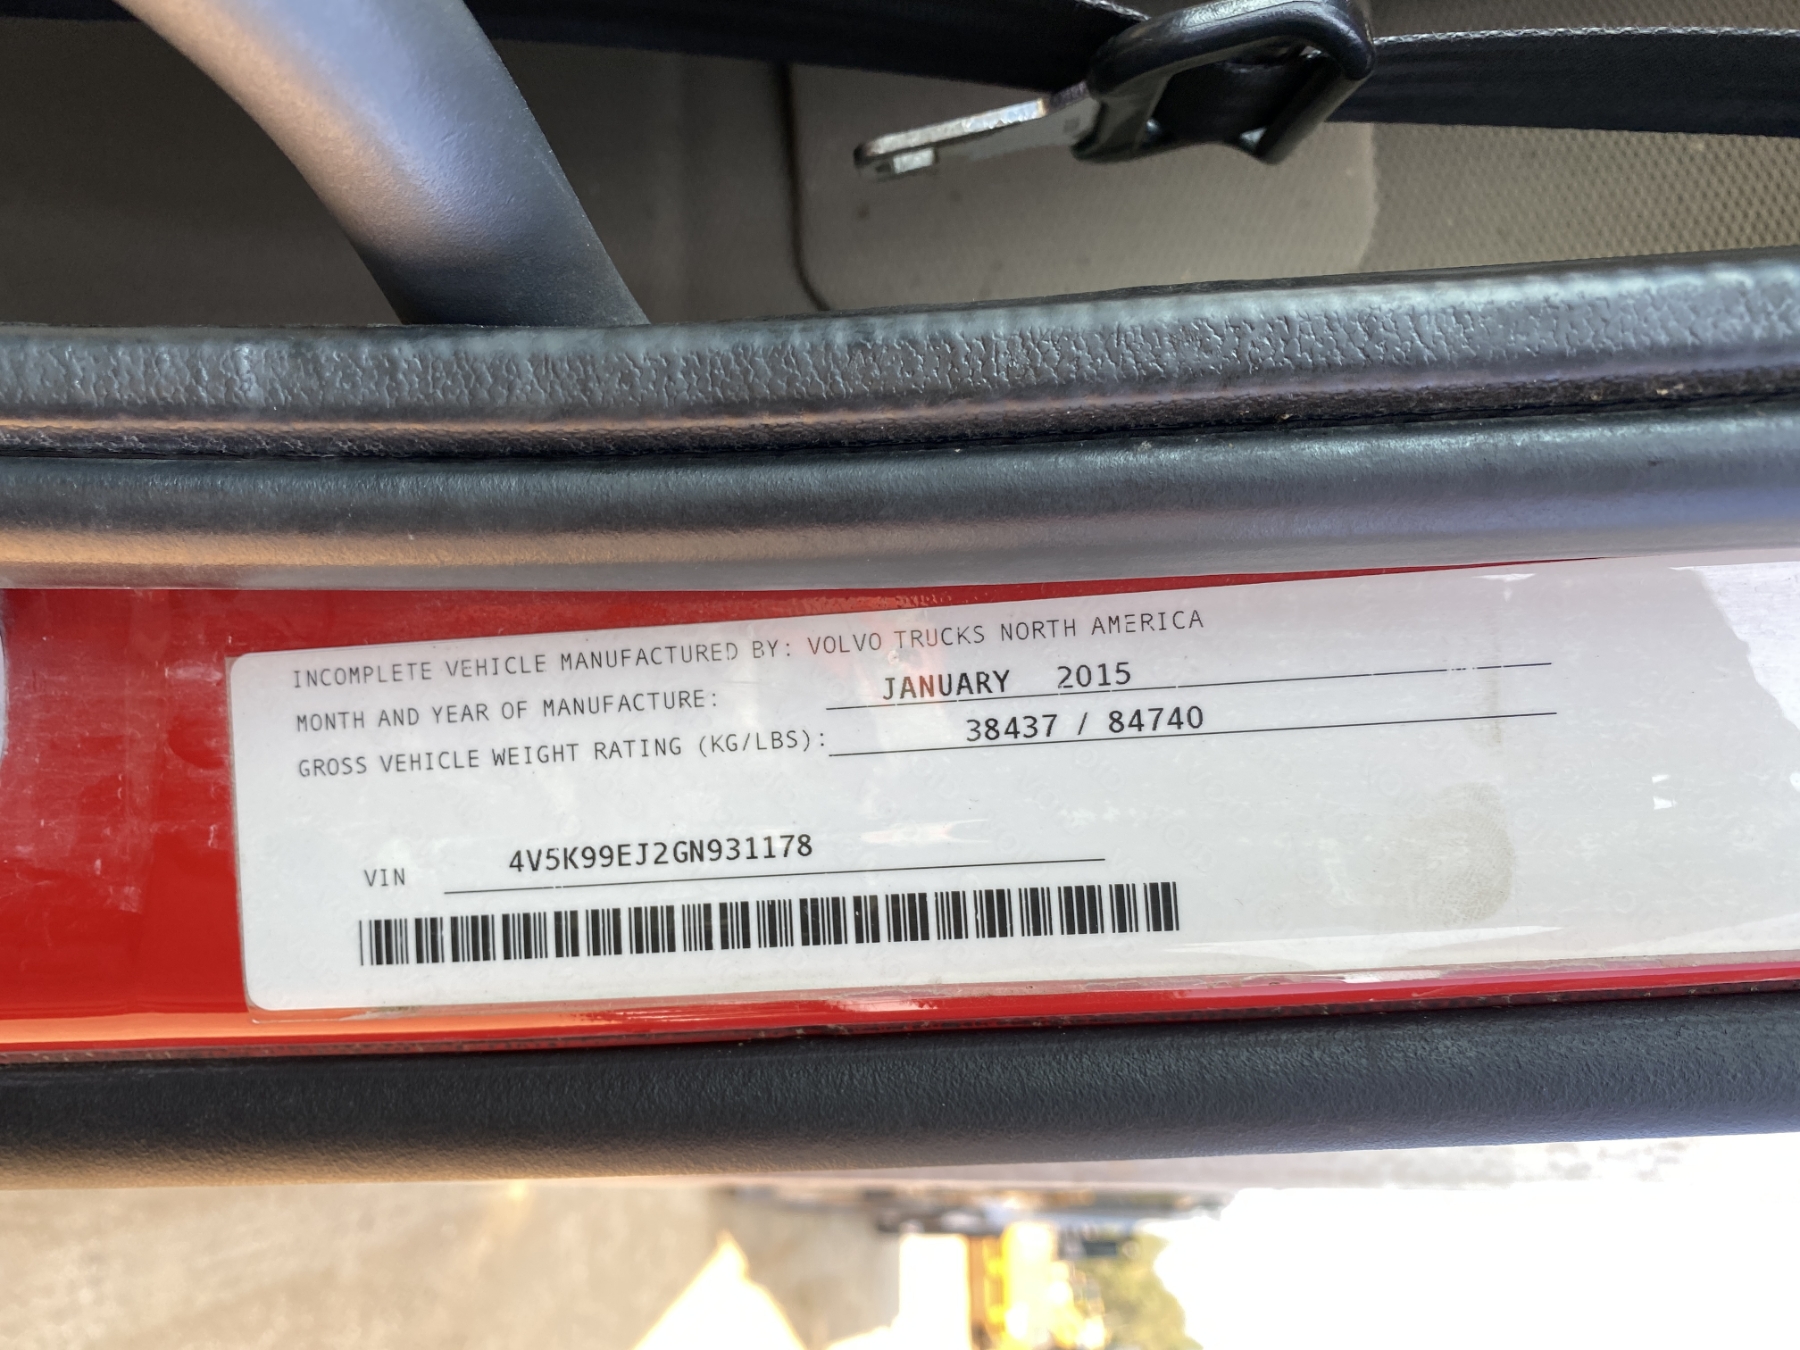 INCOMPLETE VEHICLE MANUFACTURED BY: VOLVO TRUCKS NORTH AMERICA
MONTH AND YEAR OF MANUFACTURE: JANUARY 2015
GROSS VEHICLE WEIGHT RATING (KG/LBS): 38437 / 84740
VIN 4V5K99EJ2GN931178